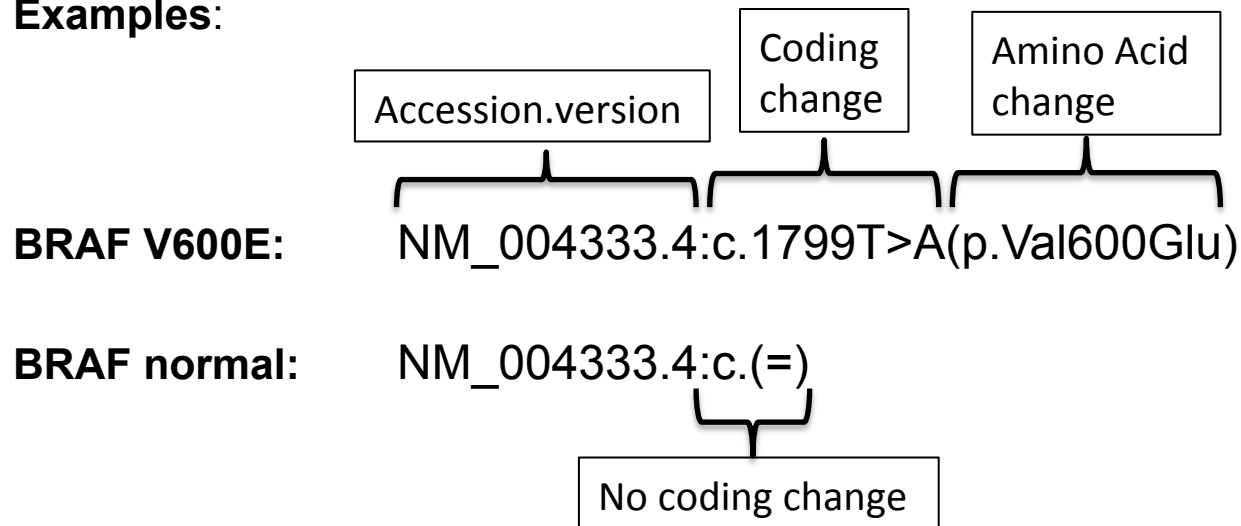 Examples:
Coding
change
Amino Acid
change
Accession.version
BRAF V600E: NM_004333.4:c.1799T>A(p.Val600Glu)
BRAF normal: NM_004333.4:c.(=)
No coding change